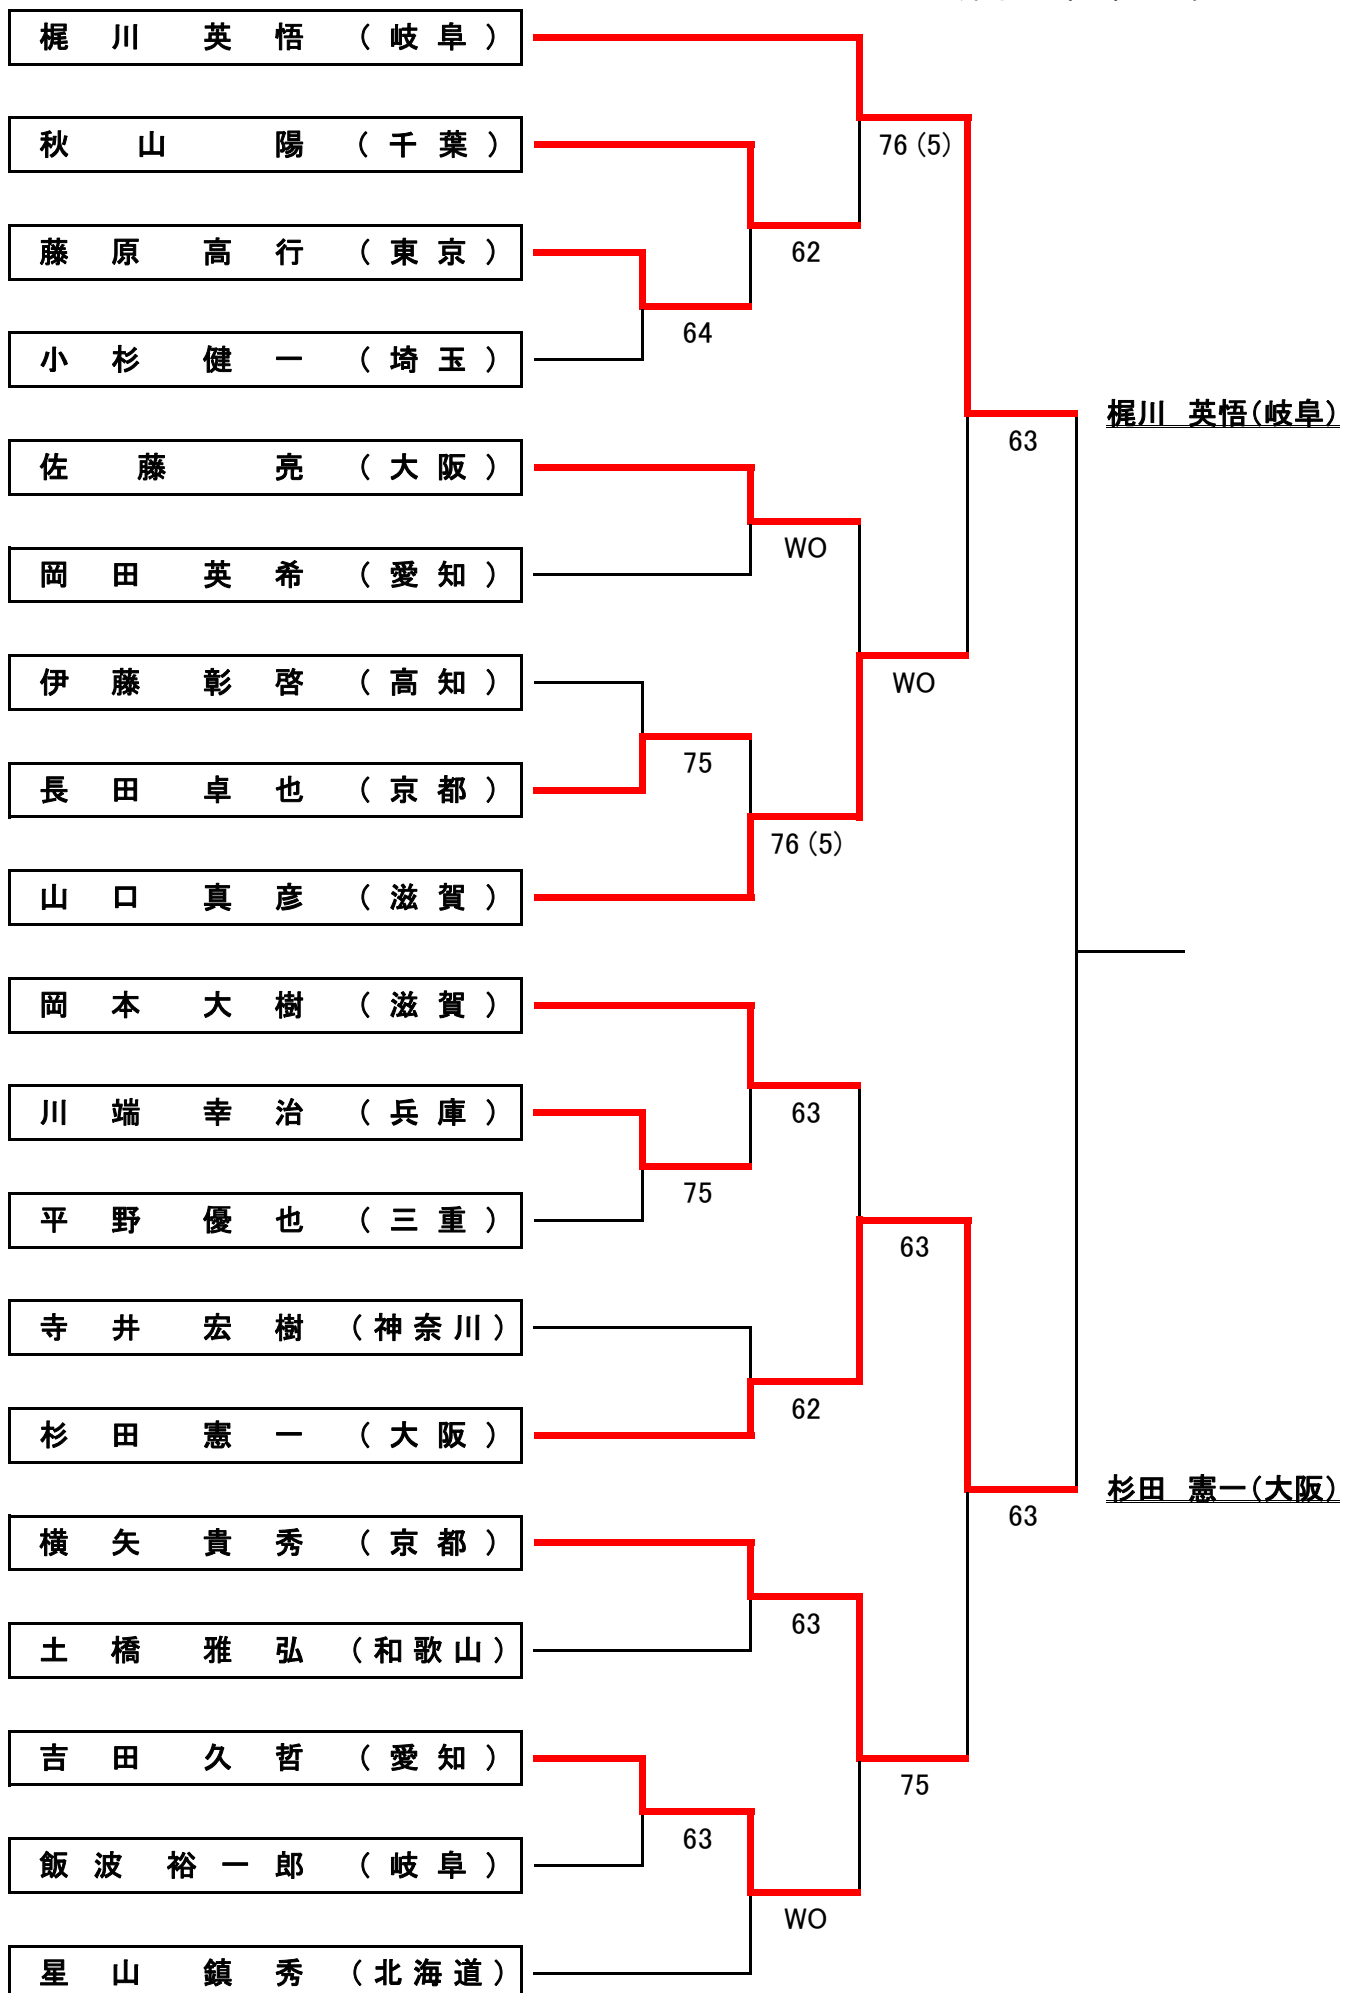 梶川 英悟 (岐阜)
76(5)
秋山 陽 (千葉)
62
藤原 高行 (東京)
64
小杉 健一 (埼玉)
梶川 英悟(岐阜)
63
佐藤 亮 (大阪)
WO
岡田 英希 (愛知)
伊藤 彰啓 (高知)
WO
75
長田 卓也 (京都)
76(5)
山口 真彦 (滋賀)
岡本 大樹 (滋賀)
63
川端 幸治 (兵庫)
75
平野 優也 (三重)
63
寺井 宏樹 (神奈川)
62
杉田 憲一 (大阪)
杉田 憲一(大阪)
63
横矢 貴秀 (京都)
63
土橋 雅弘 (和歌山)
吉田 久哲 (愛知)
75
63
飯波 裕一郎 (岐阜)
WO
星山 鎮秀 (北海道)